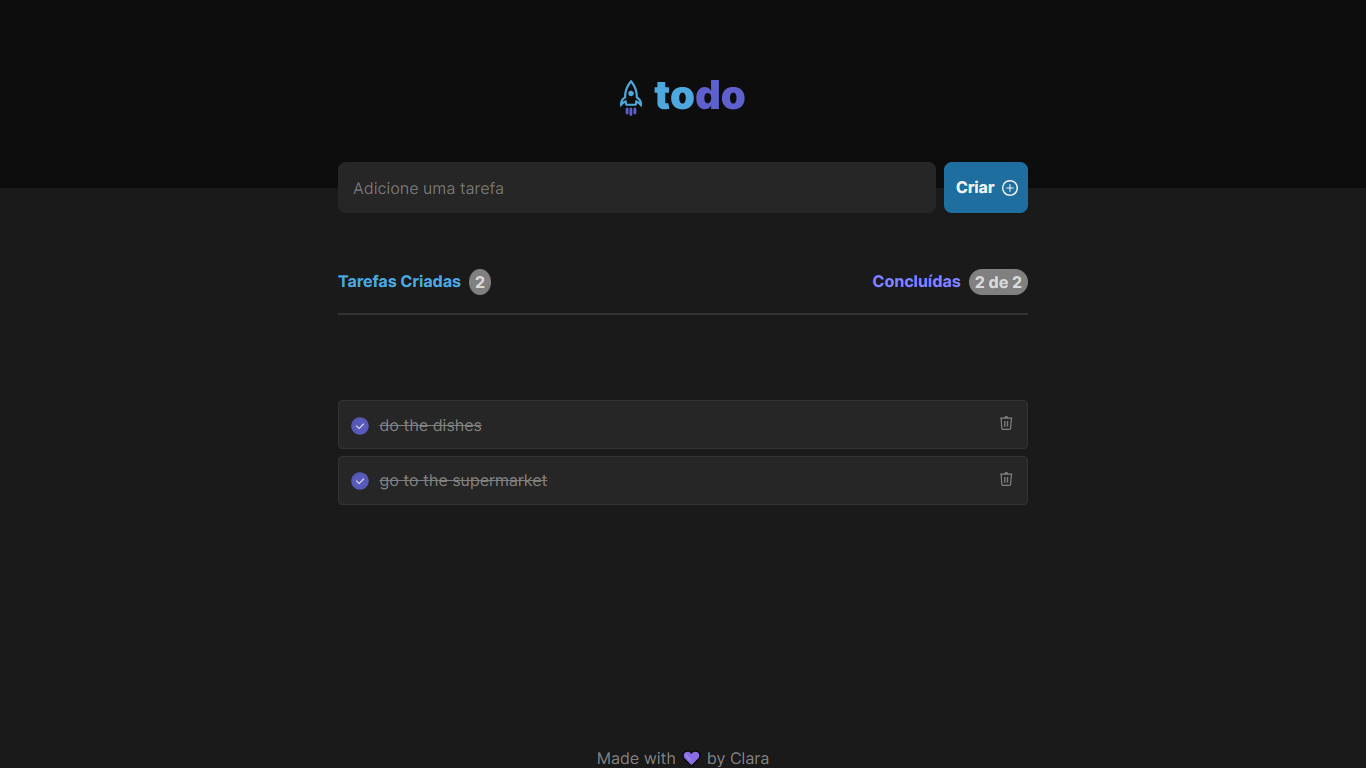 todo
Adicione uma tarefa
Criar
Tarefas Criadas 2
Concluídas 2 de 2
do the dishes
go to the supermarket
Made with 💜 by Clara